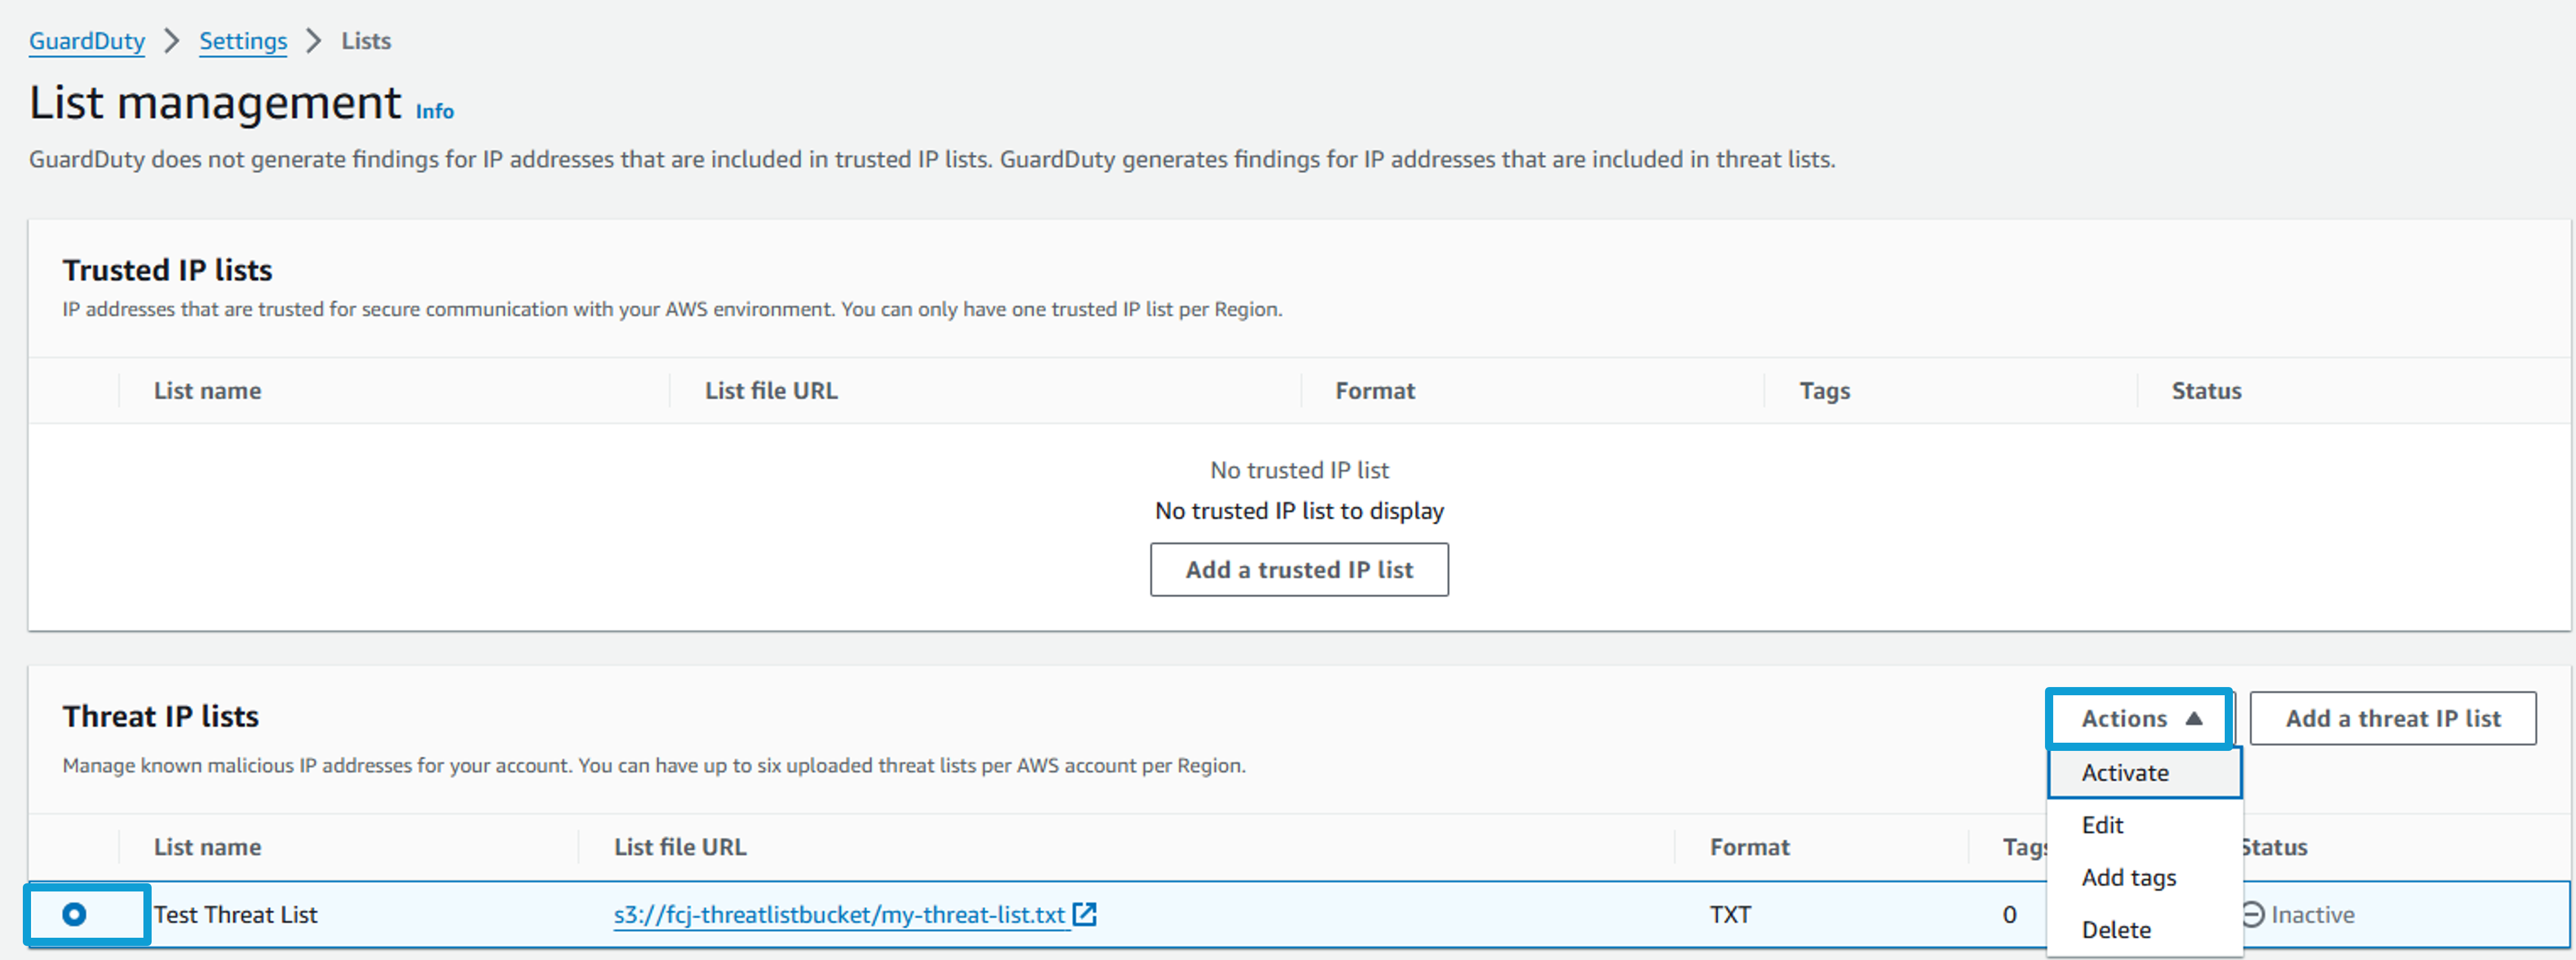 GuardDuty > Settings > Lists
List management Info
GuardDuty does not generate findings for IP addresses that are included in trusted IP lists. GuardDuty generates findings for IP addresses that are included in threat lists.
Trusted IP lists
IP addresses that are trusted for secure communication with your AWS environment. You can only have one trusted IP list per Region.
List name List file URL Format Tags Status
No trusted IP list
No trusted IP list to display
Add a trusted IP list
Threat IP lists
Actions ▲ Add a threat IP list
Manage known malicious IP addresses for your account. You can have up to six uploaded threat lists per AWS account per Region.
Activate
Edit
Add tags
Delete
List name List file URL Format Tags Status
Test Threat List s3://fcj-threatlistbucket/my-threat-list.txt TXT 0 Inactive